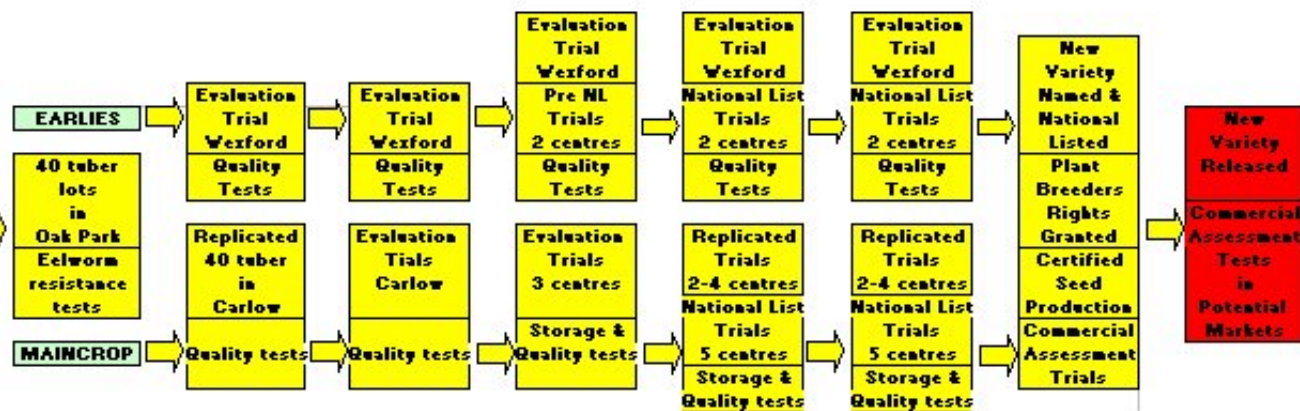 EARLIES
40 tuber
lots
in
Oak Park
Eelworm
resistance
tests
MAINCROP
Evaluation
Trial
Wexford
Quality
Tests
Replicated
40 tuber
in
Carlow
Quality tests
Evaluation
Trial
Wexford
Quality
Tests
Evaluation
Tials
Carlow
Quality tests
Evaluation
Trial
Wexford
Pre NL
Trials
2 centres
Quality
Tests
Evaluation
Trials
3 centres
Storage &
Quality tests
Evaluation
Trial
Wexford
National List
Trials
2 centres
Quality
Tests
Replicated
Trials
2-4 centres
National List
Trials
5 centres
Storage &
Quality tests
Evaluation
Trial
Wexford
National List
Trials
2 centres
Quality
Tests
Replicated
Trials
2-4 centres
National List
Trials
5 centres
Storage &
Quality tests
New
Variety
Named &
National
Listed
Plant
Breeders
Rights
Granted
Certified
Seed
Production
Commercial
Assessment
Trials
New
Variety
Released
Commercial
Assessment
Tests
in
Potential
Markets